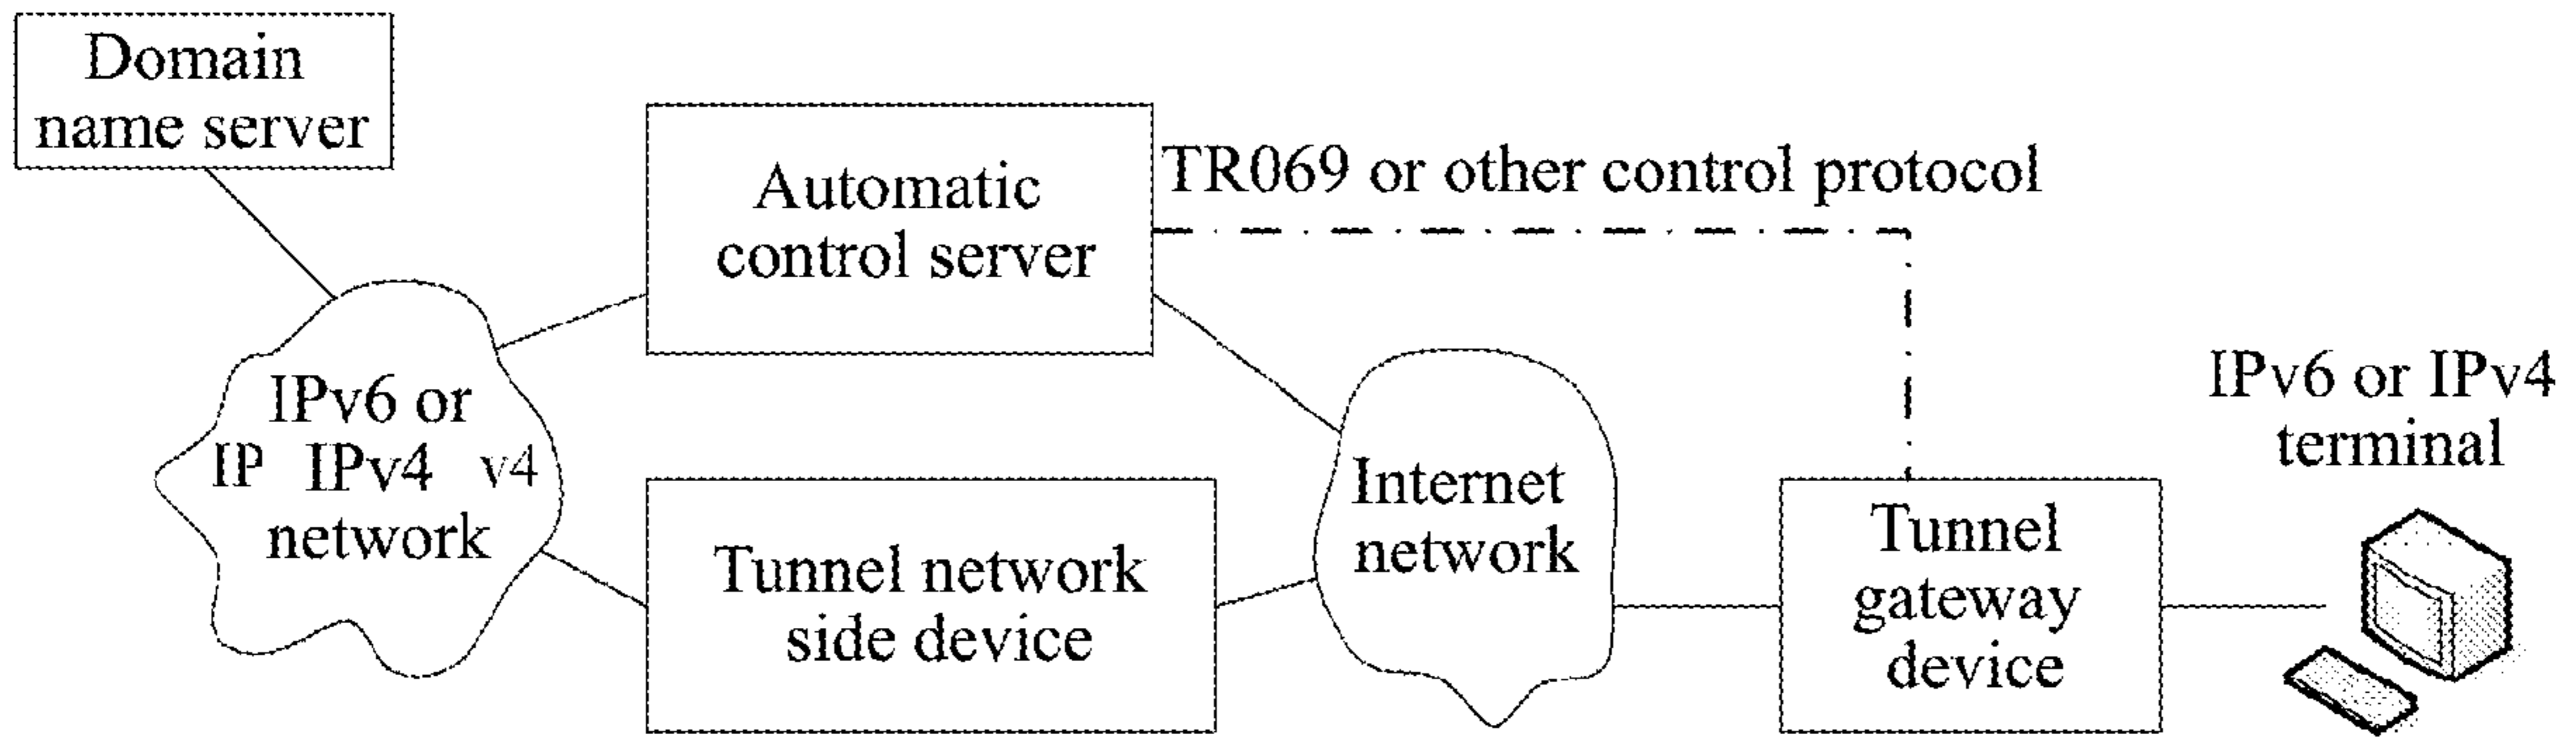 Domain
name server
Automatic
control server
TR069 or other control protocol
IPv6 or
IP IPv4 v4
network
Tunnel network
side device
Internet
network
Tunnel
gateway
device
IPv6 or IPv4
terminal